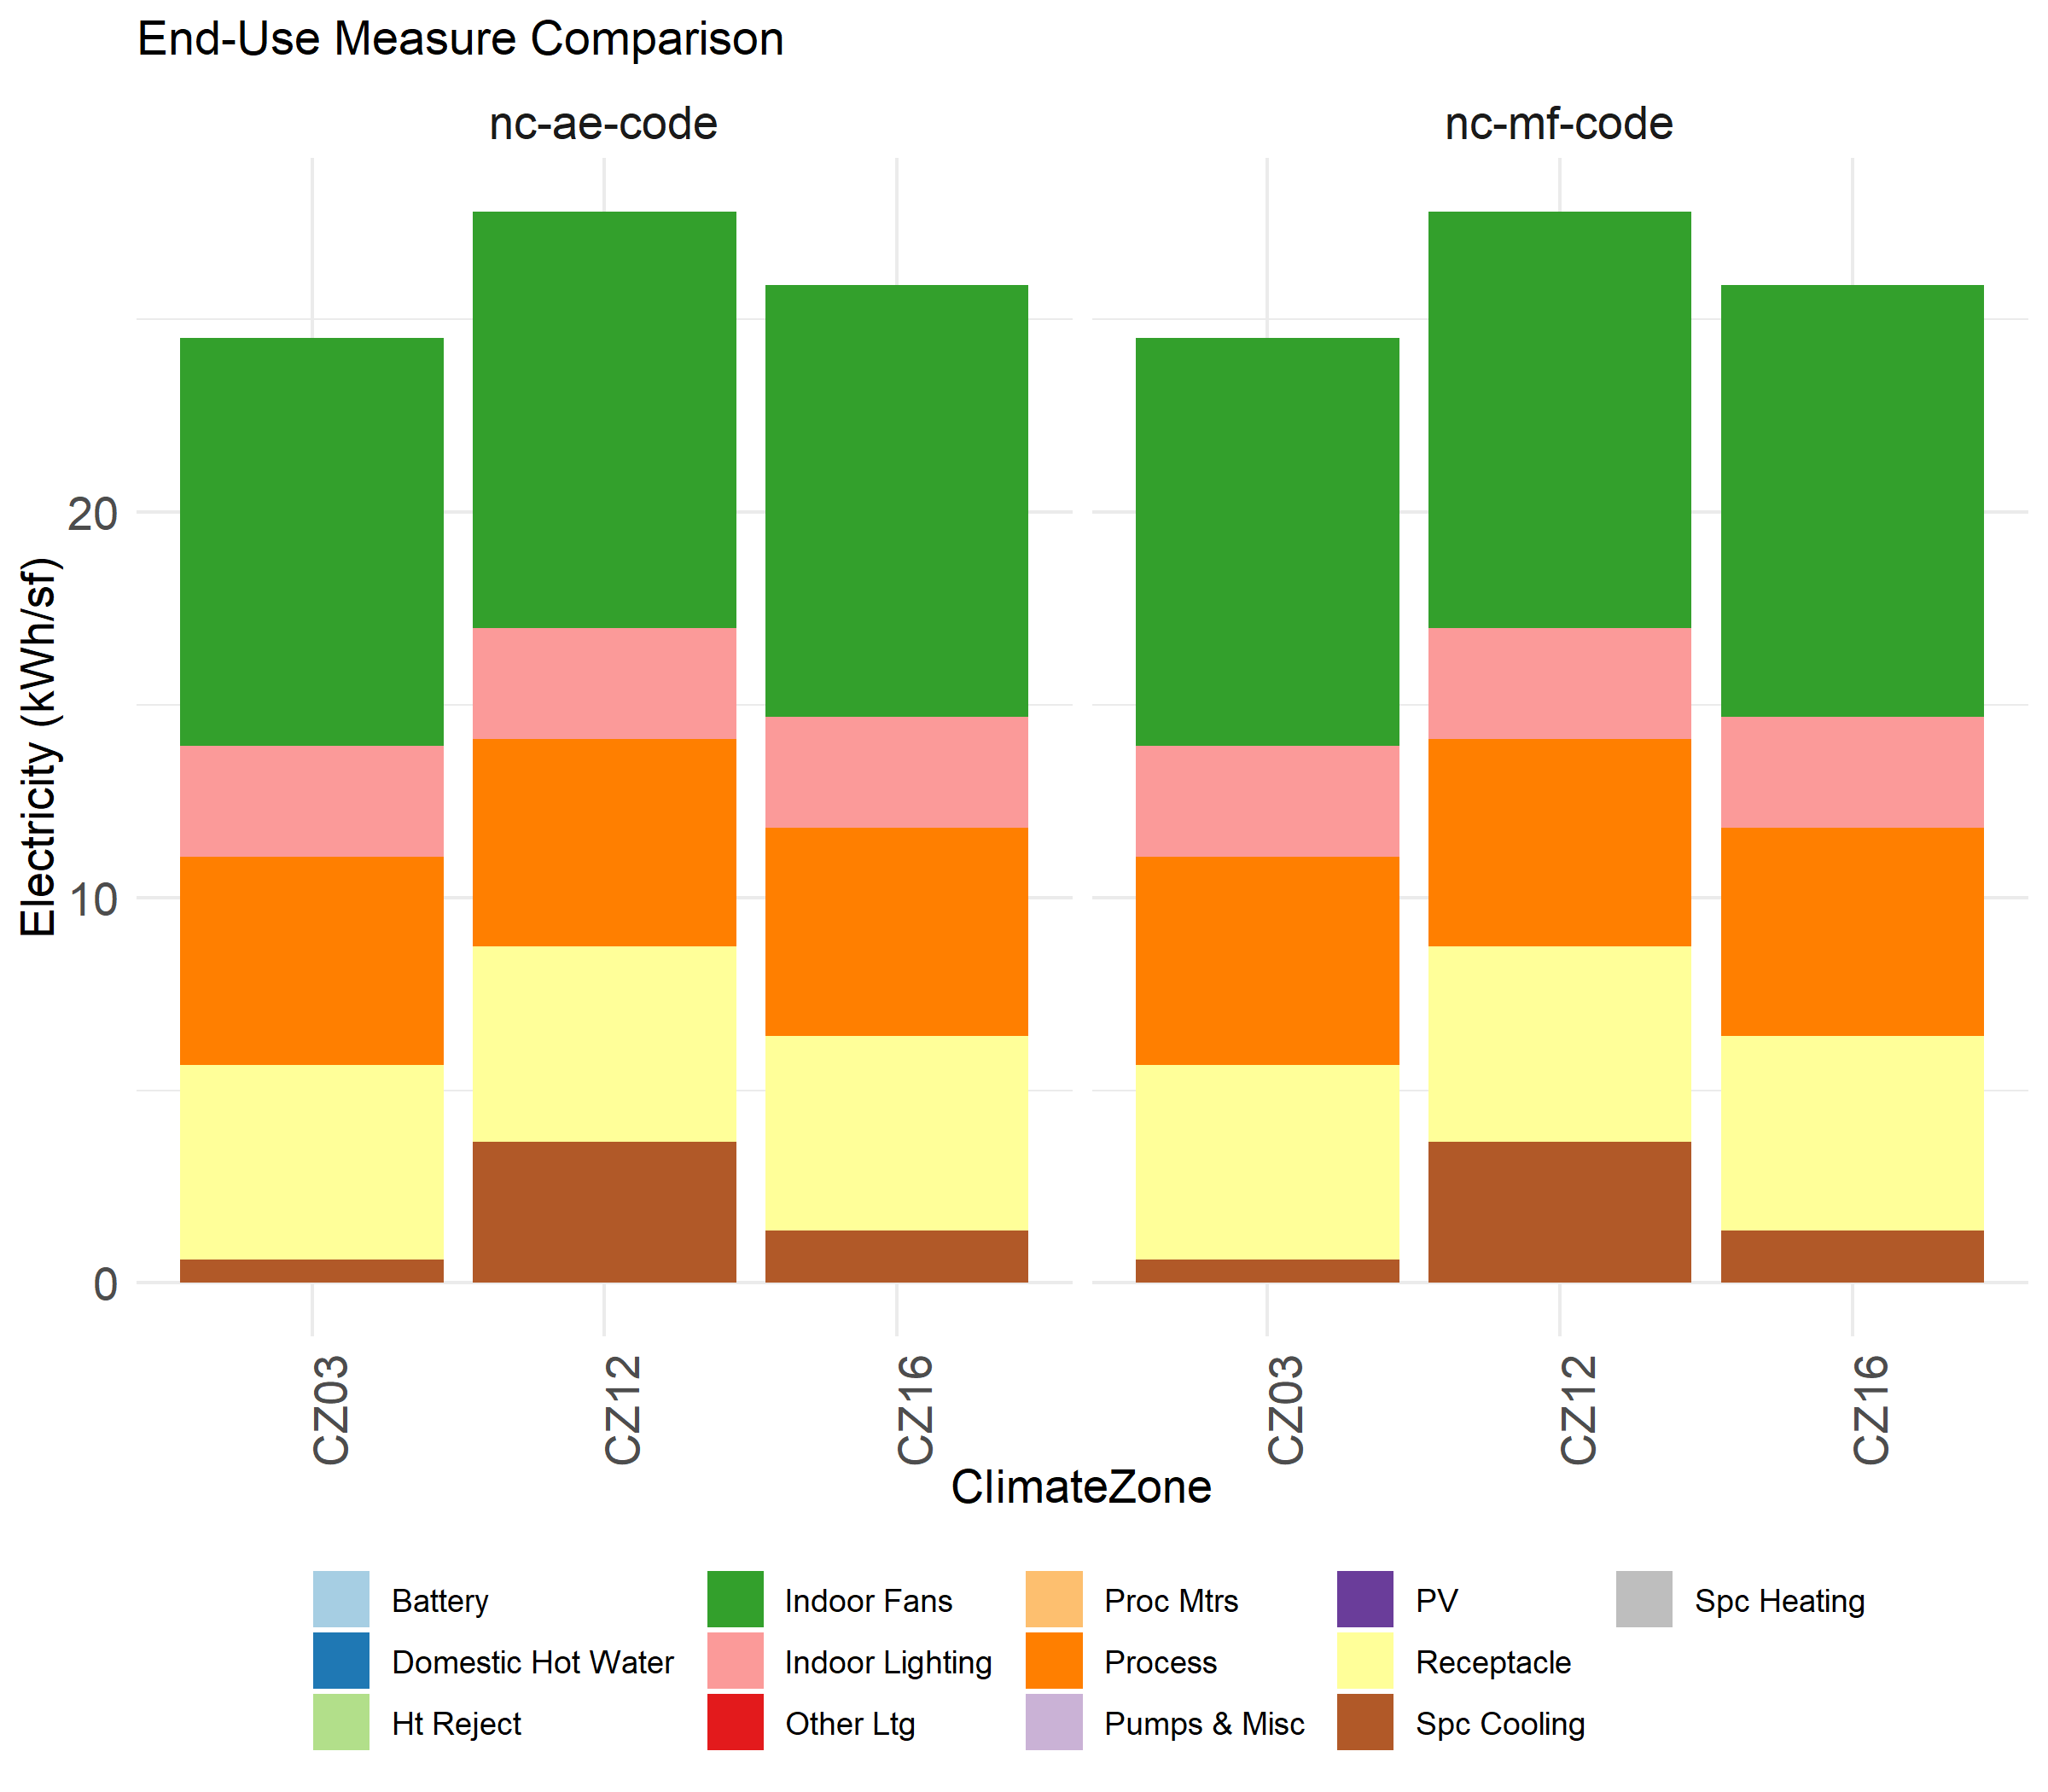 End-Use Measure Comparison
nc-ae-code
nc-mf-code
Electricity (kWh/sf)
20
10
0
CZ03
CZ12
CZ16
CZ03
CZ12
CZ16
ClimateZone
Battery
Domestic Hot Water
Ht Reject
Indoor Fans
Indoor Lighting
Other Ltg
Proc Mtrs
Process
Pumps & Misc
PV
Receptacle
Spc Cooling
Spc Heating